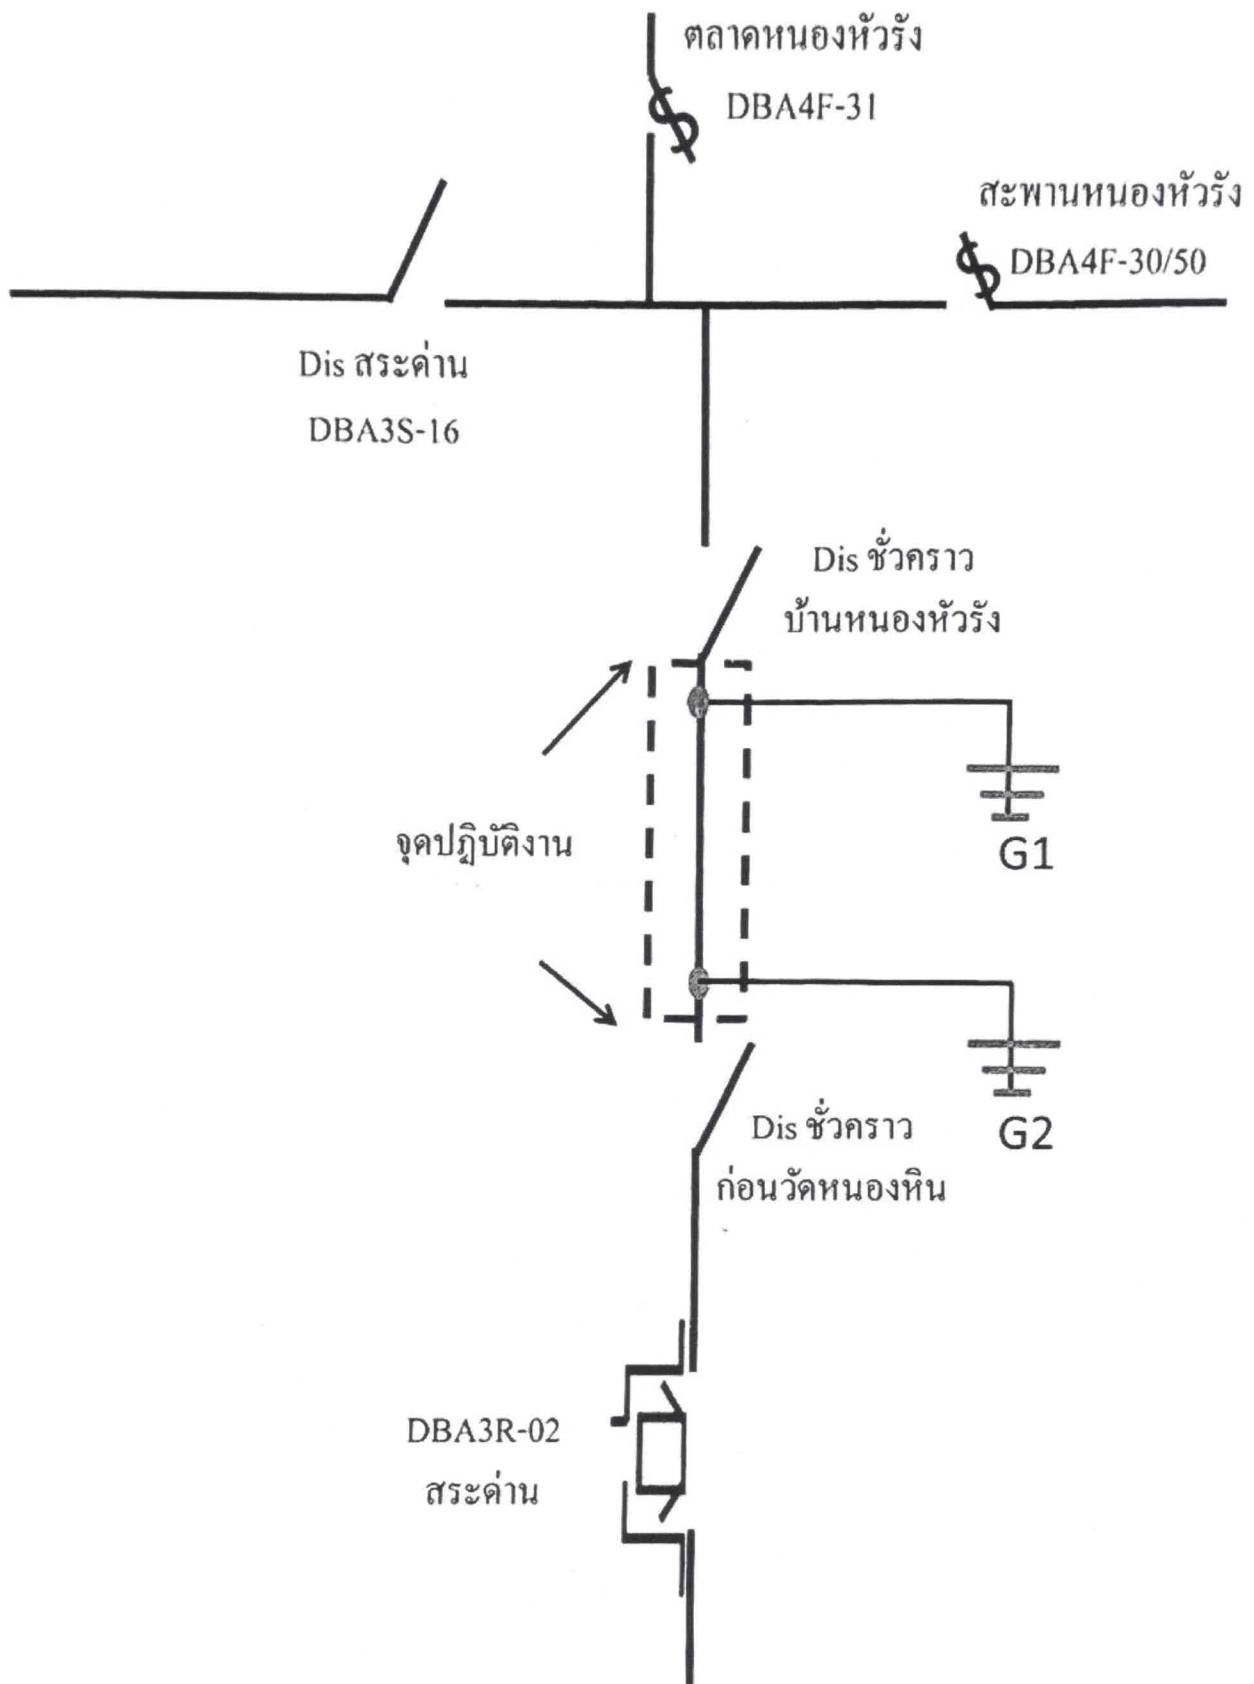 ตลาดหนองหัวรัง
DBA4F-31
สะพานหนองหัวรัง
DBA4F-30/50
Dis สระด่าน
DBA3S-16
Dis ชั่วคราว
บ้านหนองหัวรัง
จุดปฏิบัติงาน
G1
G2
Dis ชั่วคราว
ก่อนวัดหนองหิน
DBA3R-02
สระด่าน